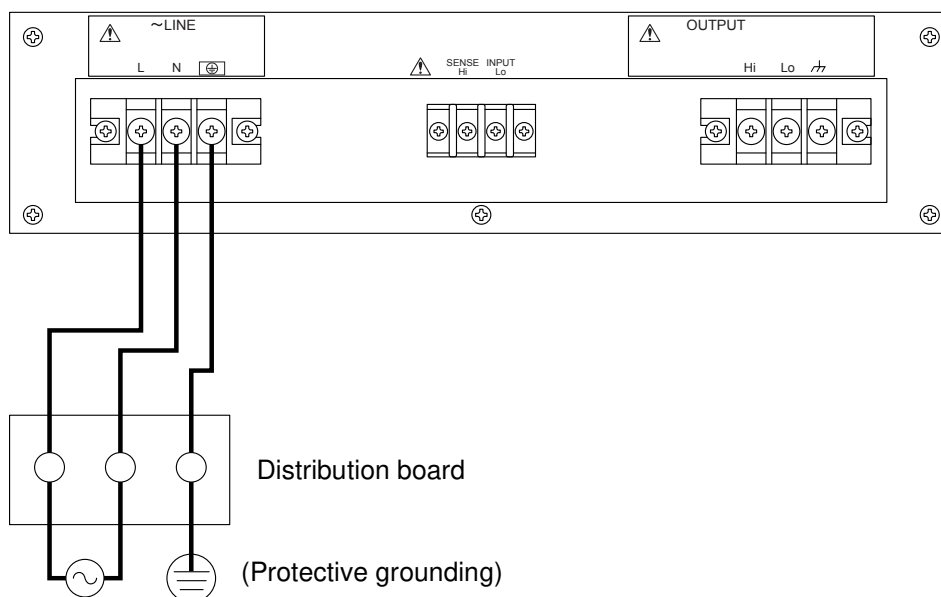 ~LINE
L N
SENSE INPUT
Hi Lo
OUTPUT
Hi Lo
Distribution board
(Protective grounding)